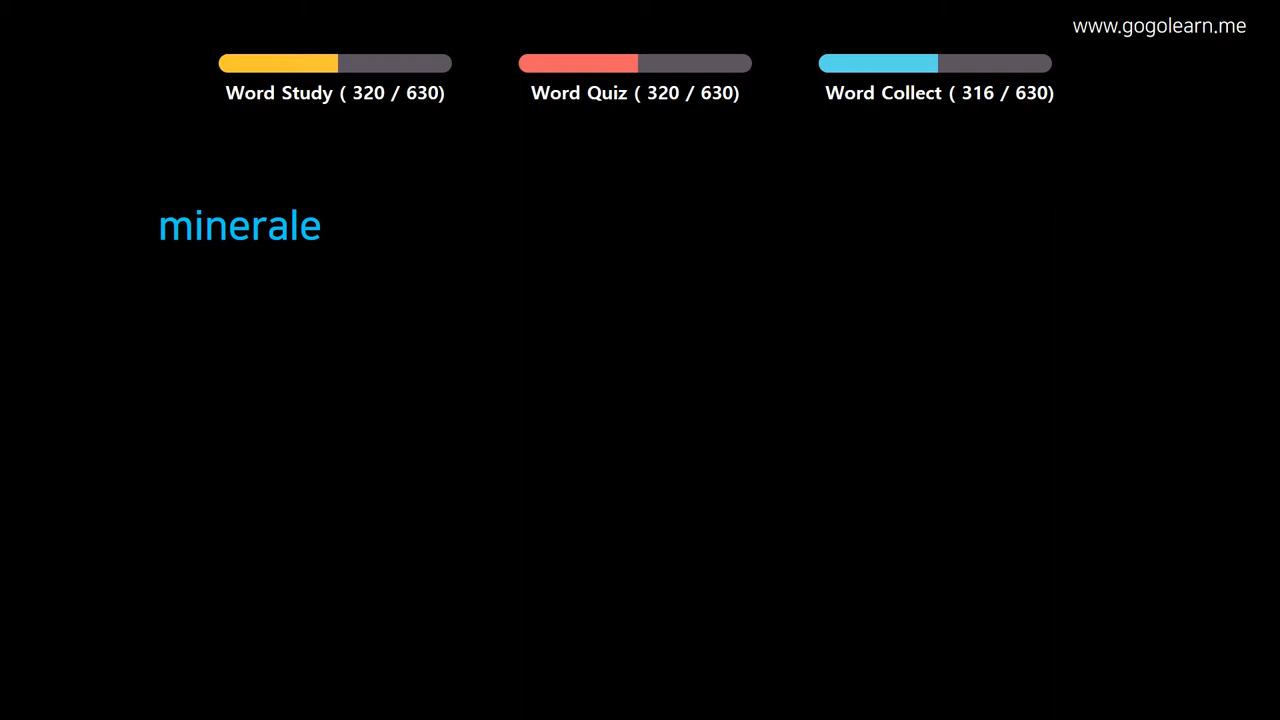 www.gogolearn.me
Word Study ( 320 / 630)
Word Quiz ( 320 / 630)
Word Collect ( 316 / 630)
minerale